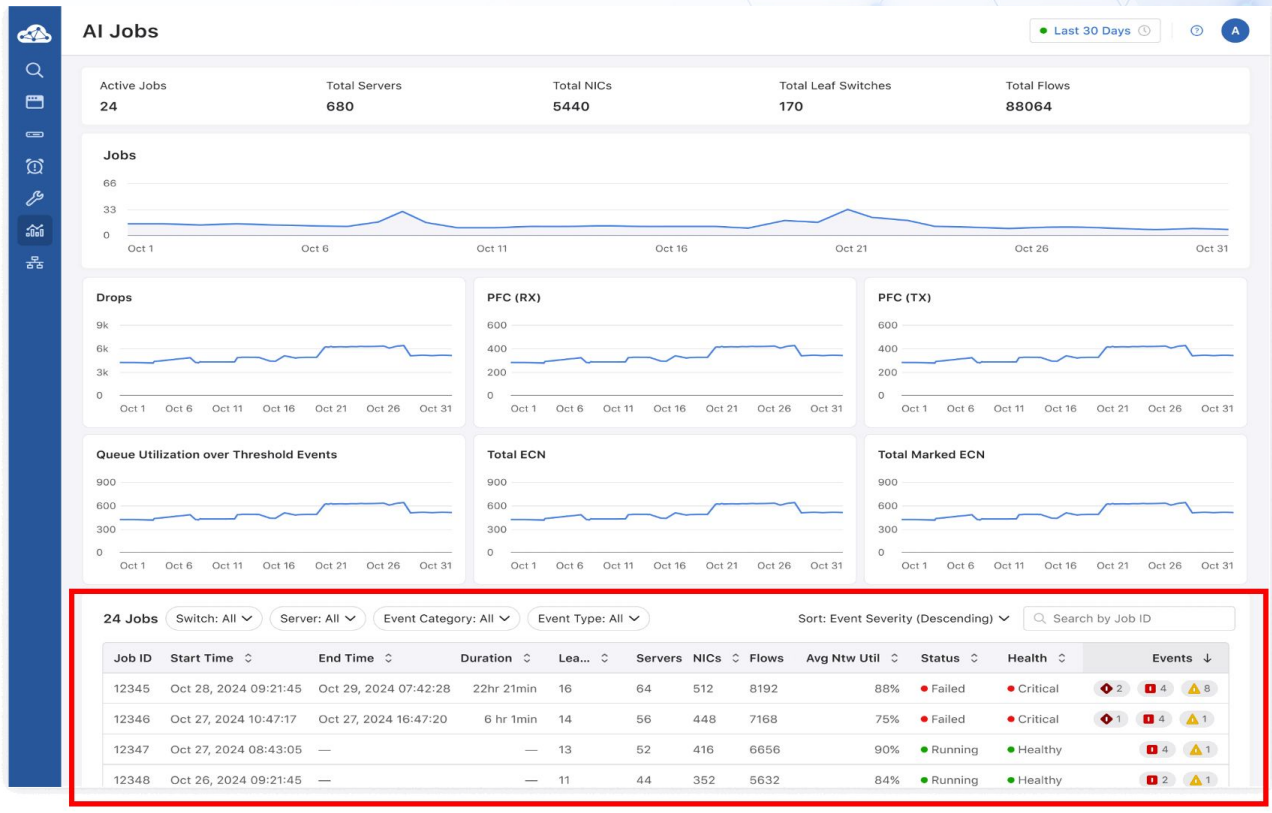 AI Jobs
Last 30 Days
?
A
Active Jobs Total Servers Total NICs Total Leaf Switches Total Flows
24 680 5440 170 88064
Jobs
66
33
0
Oct 1 Oct 6 Oct 11 Oct 16 Oct 21 Oct 26 Oct 31
Drops
9k
6k
3k
0
Oct 1 Oct 6 Oct 11 Oct 16 Oct 21 Oct 26 Oct 31
PFC (RX)
600
400
200
0
Oct 1 Oct 6 Oct 11 Oct 16 Oct 21 Oct 26 Oct 31
PFC (TX)
600
400
200
0
Oct 1 Oct 6 Oct 11 Oct 16 Oct 21 Oct 26 Oct 31
Queue Utilization over Threshold Events
900
600
300
0
Oct 1 Oct 6 Oct 11 Oct 16 Oct 21 Oct 26 Oct 31
Total ECN
900
600
300
0
Oct 1 Oct 6 Oct 11 Oct 16 Oct 21 Oct 26 Oct 31
Total Marked ECN
900
600
300
0
Oct 1 Oct 6 Oct 11 Oct 16 Oct 21 Oct 26 Oct 31
24 Jobs Switch: All Server: All Event Category: All Event Type: All Sort: Event Severity (Descending) Search by Job ID
Job ID Start Time End Time Duration Lea... Servers NICs Flows Avg Ntw Util Status Health Events
12345 Oct 28, 2024 09:21:45 Oct 29, 2024 07:42:28 22hr 21min 16 64 512 8192 88% Failed Critical 2 4 8
12346 Oct 27, 2024 10:47:17 Oct 27, 2024 16:47:20 6 hr 1min 14 56 448 7168 75% Failed Critical 1 4 1
12347 Oct 27, 2024 08:43:05 — — 13 52 416 6656 90% Running Healthy 4 1
12348 Oct 26, 2024 09:21:45 — — 11 44 352 5632 84% Running Healthy 2 1